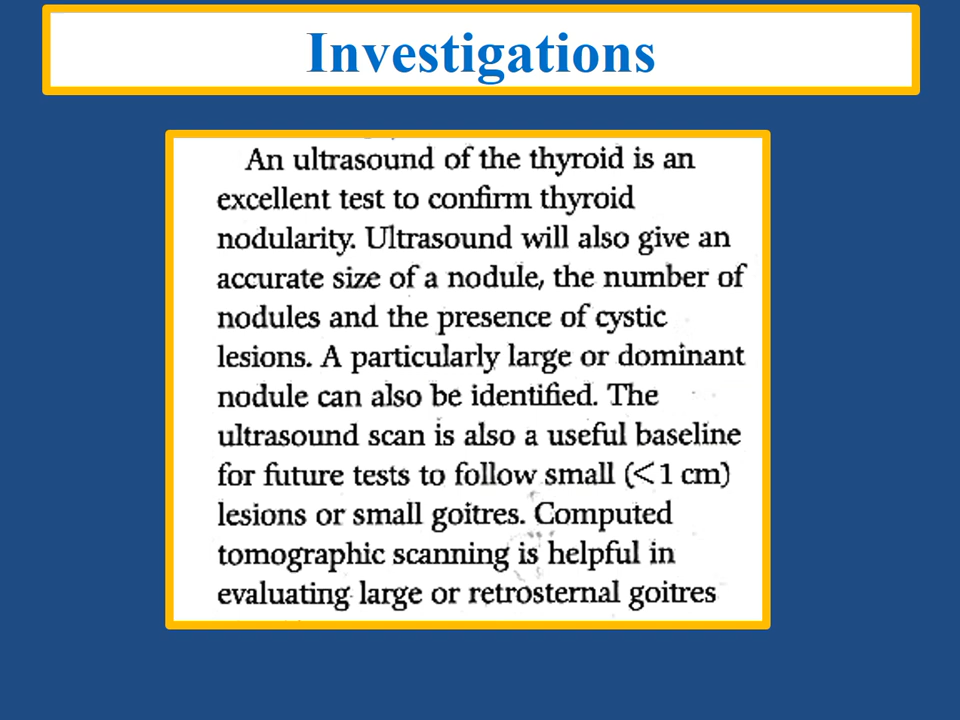 Investigations
An ultrasound of the thyroid is an
excellent test to confirm thyroid
nodularity. Ultrasound will also give an
accurate size of a nodule, the number of
nodules and the presence of cystic
lesions. A particularly large or dominant
nodule can also be identified. The
ultrasound scan is also a useful baseline
for future tests to follow small (<1 cm)
lesions or small goitres. Computed
tomographic scanning is helpful in
evaluating large or retrosternal goitres